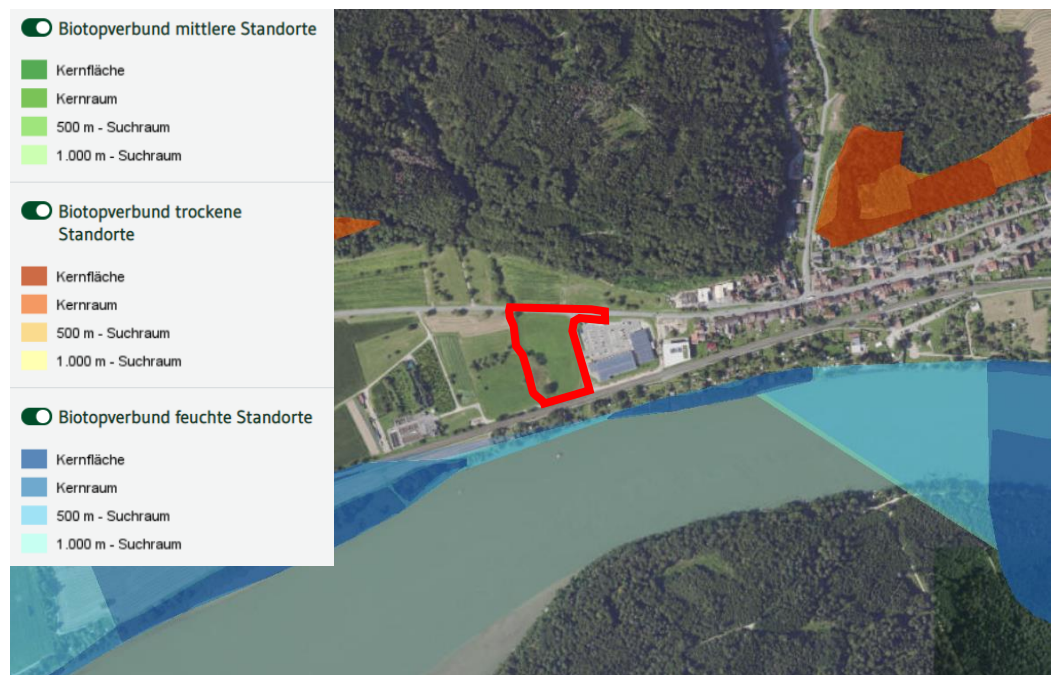 Biotopverbund mittlere Standorte
Kernfläche
Kernraum
500 m - Suchraum
1.000 m - Suchraum
Biotopverbund trockene
Standorte
Kernfläche
Kernraum
500 m - Suchraum
1.000 m - Suchraum
Biotopverbund feuchte Standorte
Kernfläche
Kernraum
500 m - Suchraum
1.000 m - Suchraum